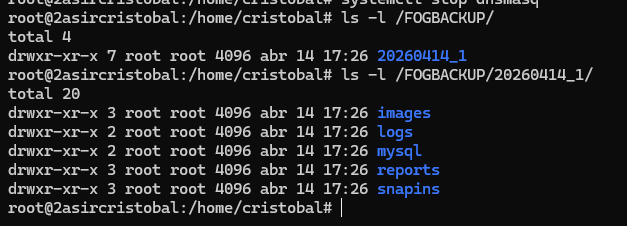 systemctl stop dnsmasq
root@2asircristobal:/home/cristobal# ls -l /FOGBACKUP/
total 4
drwxr-xr-x 7 root root 4096 abr 14 17:26 20260414_1
root@2asircristobal:/home/cristobal# ls -l /FOGBACKUP/20260414_1/
total 20
drwxr-xr-x 3 root root 4096 abr 14 17:26 images
drwxr-xr-x 2 root root 4096 abr 14 17:26 logs
drwxr-xr-x 2 root root 4096 abr 14 17:26 mysql
drwxr-xr-x 3 root root 4096 abr 14 17:26 reports
drwxr-xr-x 3 root root 4096 abr 14 17:26 snapins
root@2asircristobal:/home/cristobal#